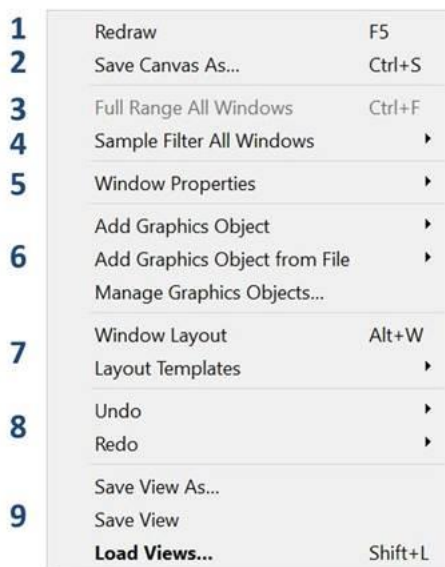 1 Redraw F5
2 Save Canvas As... Ctrl+S
3 Full Range All Windows Ctrl+F
4 Sample Filter All Windows
5 Window Properties
Add Graphics Object
6 Add Graphics Object from File
Manage Graphics Objects...
7 Window Layout Alt+W
Layout Templates
8 Undo
Redo
Save View As...
9 Save View
Load Views... Shift+L